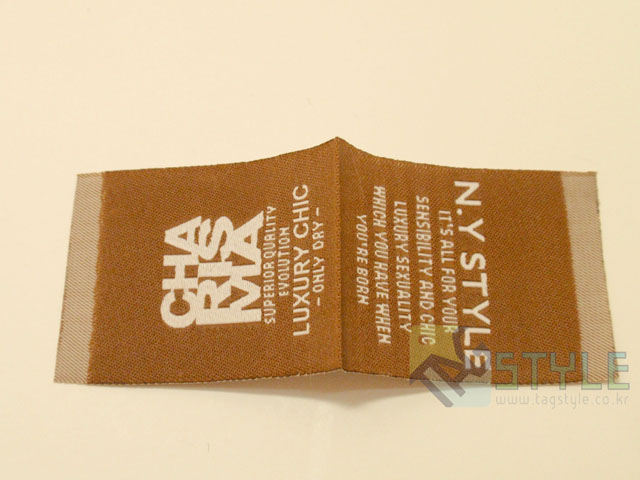 CHA
RIS
MA
SUPERIOR QUALITY
EVOLUTION
LUXURY CHIC
– ONLY DRY –
N.Y STYLE
IT'S ALL FOR YOUR
SENSIBILITY AND CHIC
LUXURY SEXUALITY
WHICH YOU HAVE WHEN
YOU'RE BORN
STYLE
www.tagstyle.co.kr